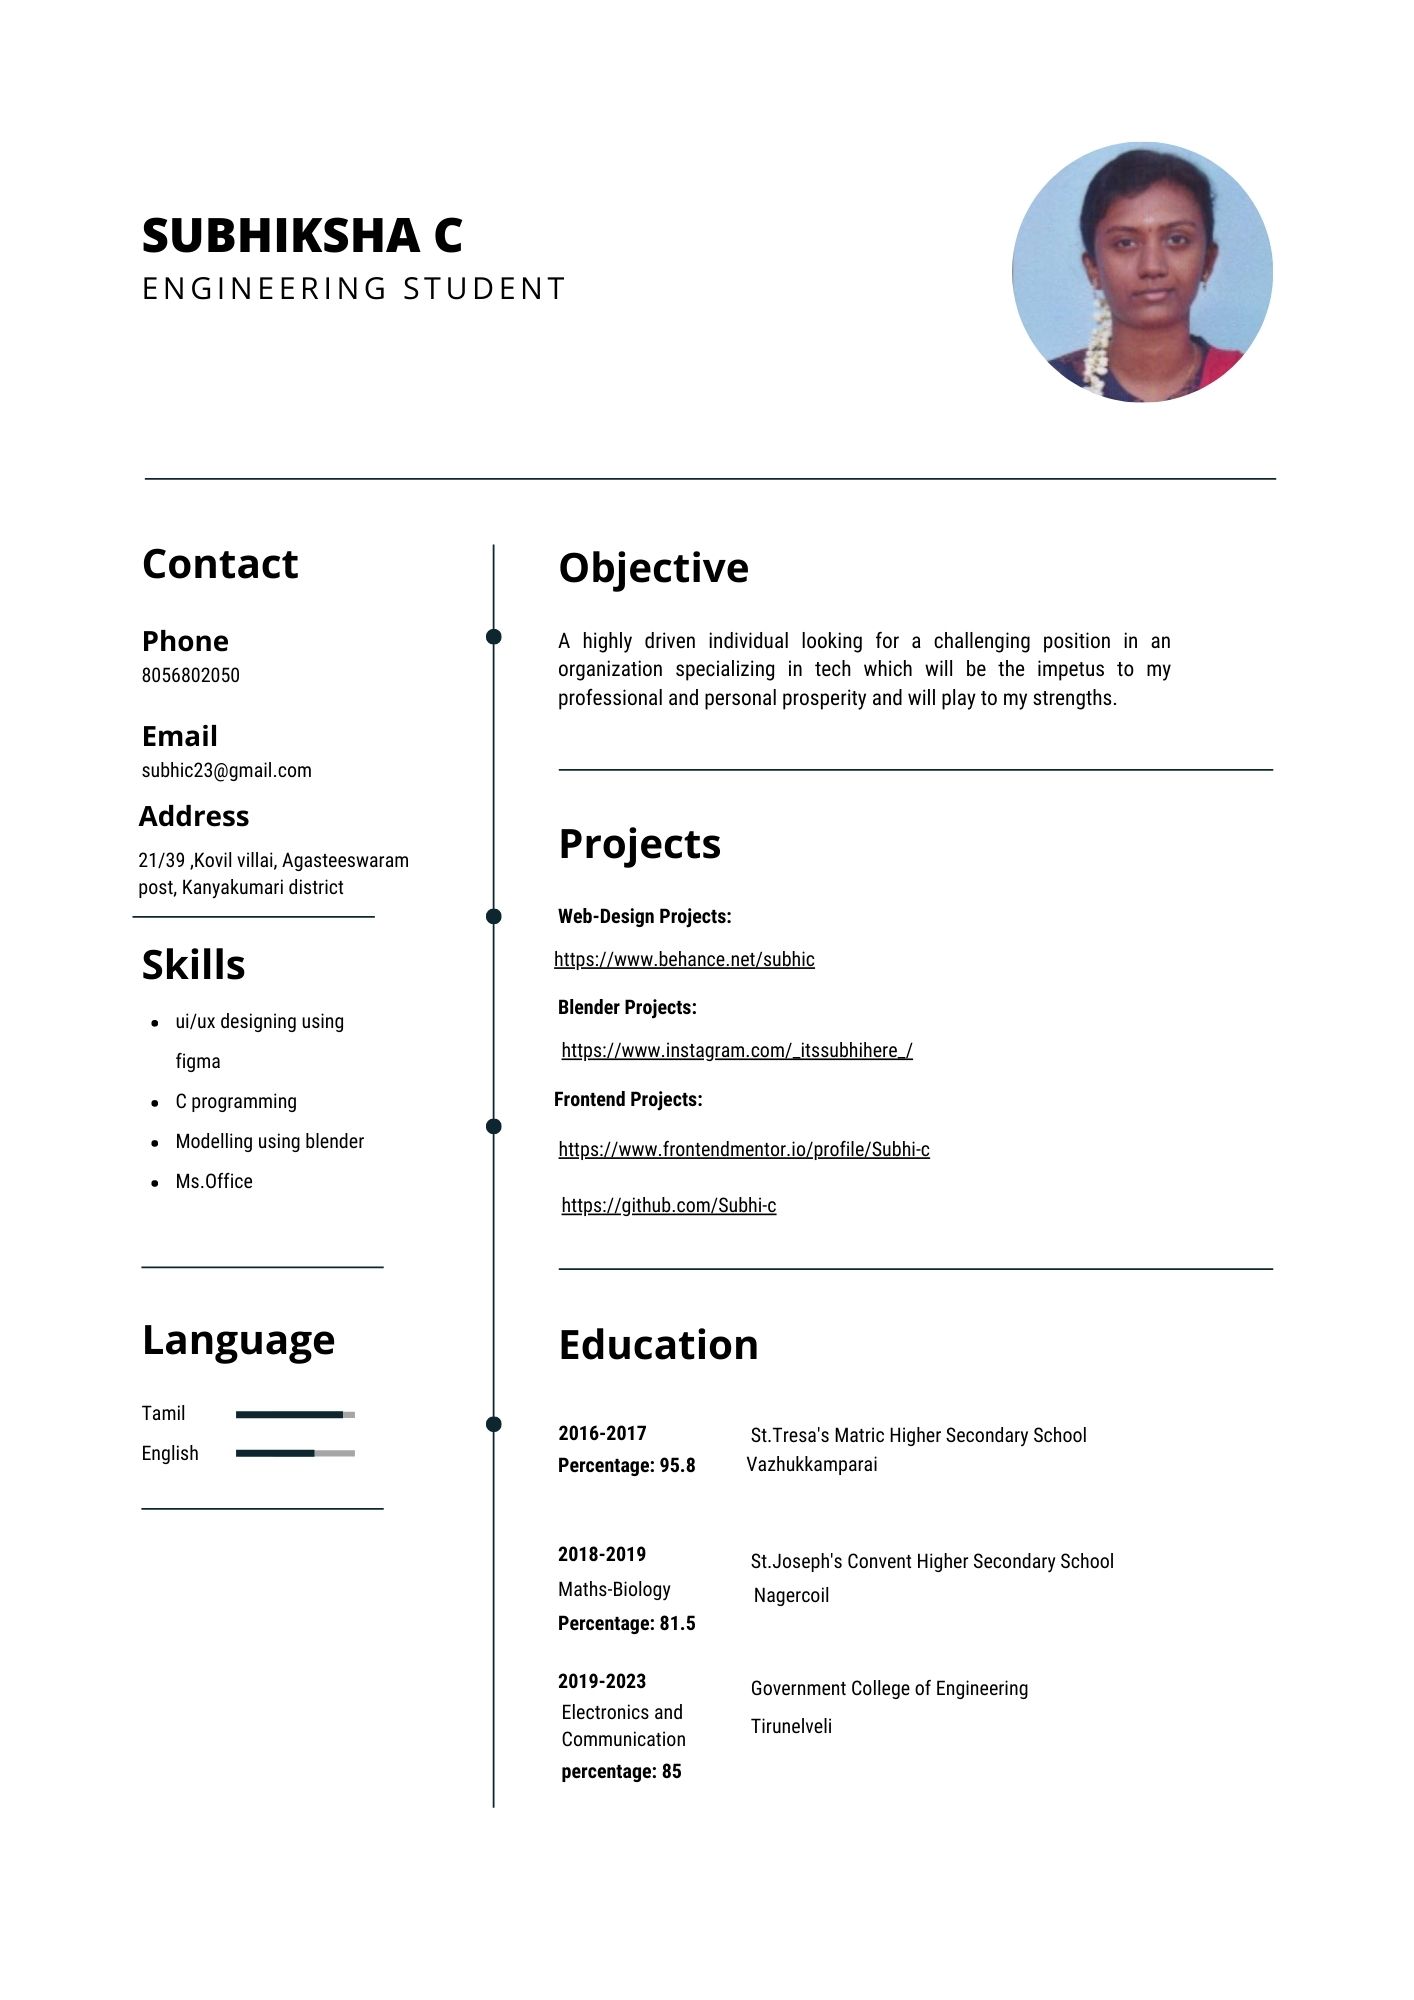 SUBHIKSHA C
ENGINEERING STUDENT
Contact
Phone
8056802050
Email
subhic23@gmail.com
Address
21/39 ,Kovil villai, Agasteeswaram
post, Kanyakumari district
Skills
ui/ux designing using
figma
C programming
Modelling using blender
Ms.Office
Language
Tamil
English
Objective
A highly driven individual looking for a challenging position in an
organization specializing in tech which will be the impetus to my
professional and personal prosperity and will play to my strengths.
Projects
Web-Design Projects:
https://www.behance.net/subhic
Blender Projects:
https://www.instagram.com/_itssubhihere_/
Frontend Projects:
https://www.frontendmentor.io/profile/Subhi-c
https://github.com/Subhi-c
Education
2016-2017
Percentage: 95.8
St.Tresa's Matric Higher Secondary School
Vazhukkamparai
2018-2019
Maths-Biology
Percentage: 81.5
St.Joseph's Convent Higher Secondary School
Nagercoil
2019-2023
Electronics and
Communication
percentage: 85
Government College of Engineering
Tirunelveli